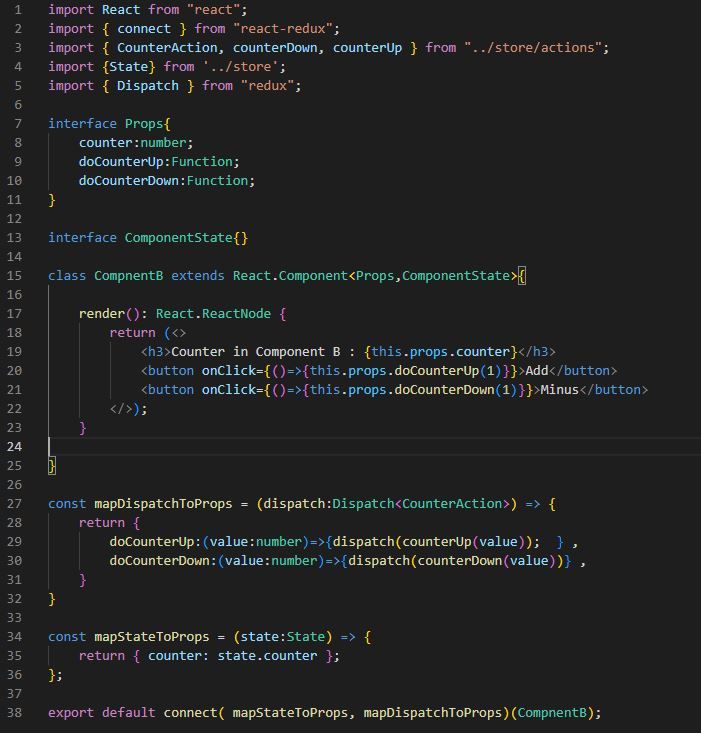 1 import React from "react";
2 import { connect } from "react-redux";
3 import { CounterAction, counterDown, counterUp } from "../store/actions";
4 import {State} from '../store';
5 import { Dispatch } from "redux";
6
7 interface Props{
8     counter:number;
9     doCounterUp:Function;
10     doCounterDown:Function;
11 }
12
13 interface ComponentState{}
14
15 class CompnentB extends React.Component<Props,ComponentState>{
16
17     render(): React.ReactNode {
18         return (<>
19             <h3>Counter in Component B : {this.props.counter}</h3>
20             <button onClick={()=>{this.props.doCounterUp(1)}}>Add</button>
21             <button onClick={()=>{this.props.doCounterDown(1)}}>Minus</button>
22         </>);
23     }
24
25 }
26
27 const mapDispatchToProps = (dispatch:Dispatch<CounterAction>) => {
28     return {
29         doCounterUp:(value:number)=>{dispatch(counterUp(value));  } ,
30         doCounterDown:(value:number)=>{dispatch(counterDown(value))} ,
31     }
32 }
33
34 const mapStateToProps = (state:State) => {
35     return { counter: state.counter };
36 };
37
38 export default connect( mapStateToProps, mapDispatchToProps)(CompnentB);